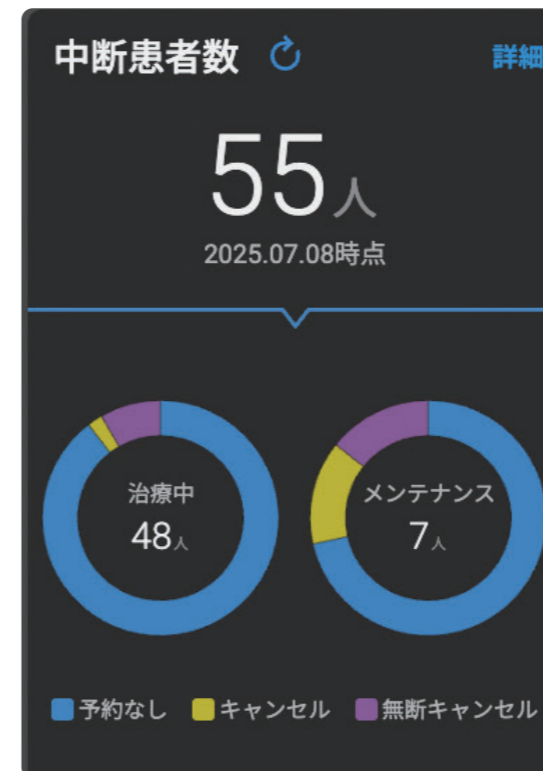 中断患者数 詳細
55人
2025.07.08時点
治療中
48人
メンテナンス
7人
予約なし キャンセル 無断キャンセル